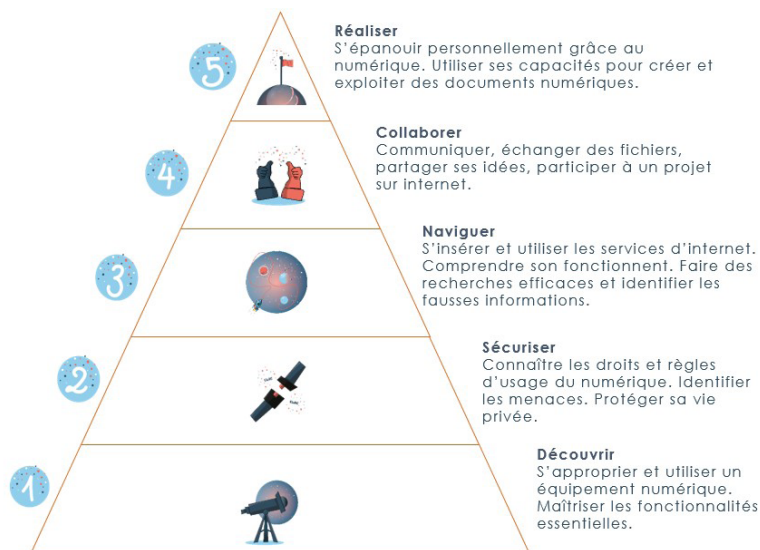 5
Réaliser
S'épanouir personnellement grâce au
numérique. Utiliser ses capacités pour créer et
exploiter des documents numériques.
4
Collaborer
Communiquer, échanger des fichiers,
partager ses idées, participer à un projet
sur internet.
3
Naviguer
S'insérer et utiliser les services d'internet.
Comprendre son fonctionnent. Faire des
recherches efficaces et identifier les
fausses informations.
2
Sécuriser
Connaître les droits et règles
d'usage du numérique. Identifier
les menaces. Protéger sa vie
privée.
1
Découvrir
S'approprier et utiliser un
équipement numérique.
Maîtriser les fonctionnalités
essentielles.